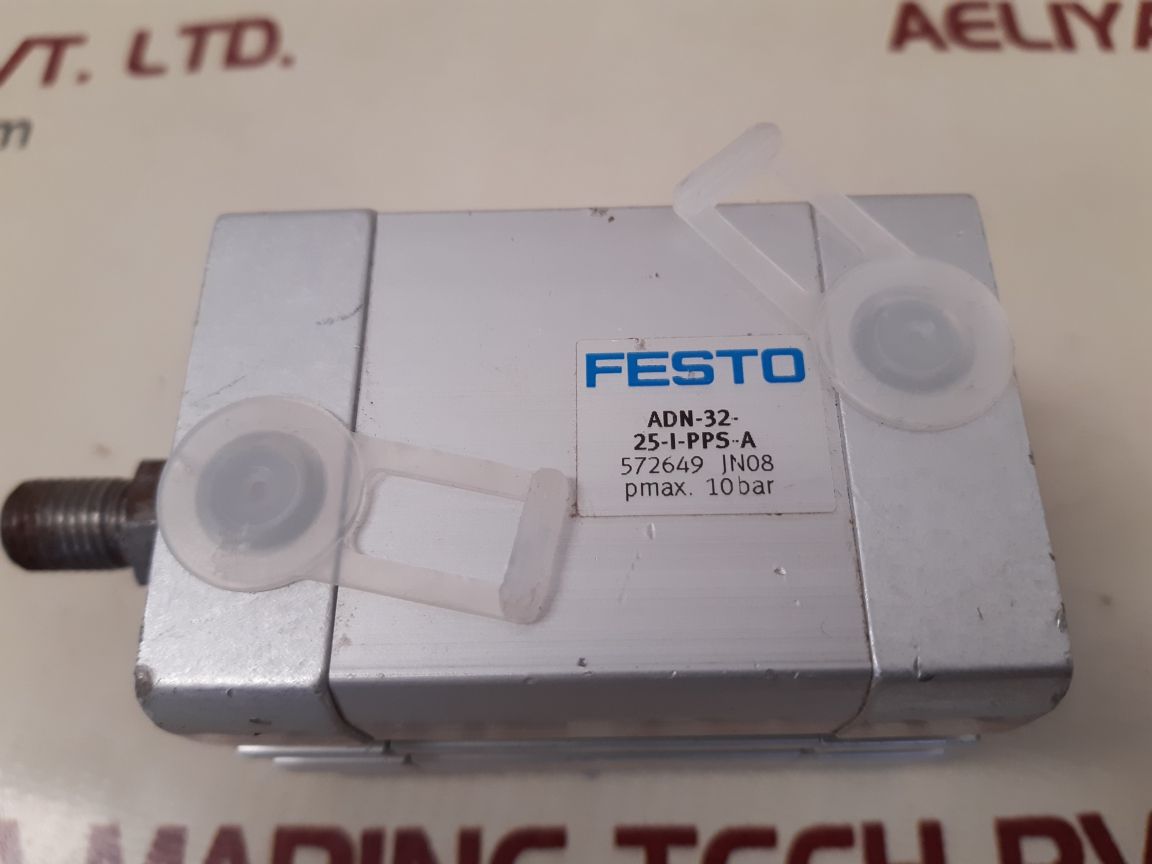 VT. LTD.
AELIYA
m
FESTO
ADN-32-
25-I-PPS-A
572649 JN08
pmax. 10bar
A MARINE TECH PV